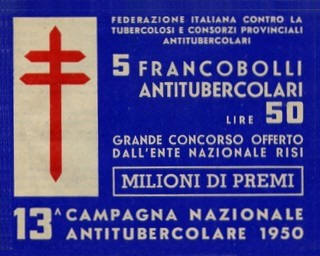 FEDERAZIONE ITALIANA CONTRO LA
TUBERCOLOSI E CONSORZI PROVINCIALI
ANTITUBERCOLARI
5 FRANCOBOLLI
ANTITUBERCOLARI
LIRE 50
GRANDE CONCORSO OFFERTO
DALL'ENTE NAZIONALE RISI
MILIONI DI PREMI
13ᴬ CAMPAGNA NAZIONALE
ANTITUBERCOLARE 1950